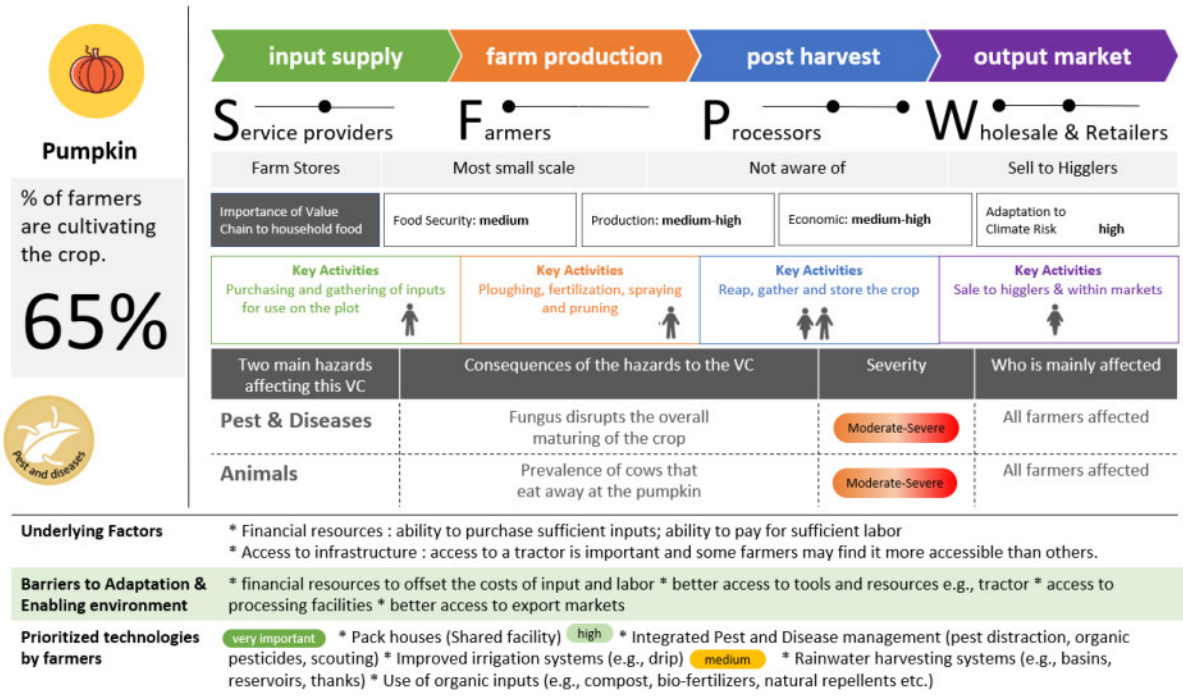 Pumpkin
% of farmers
are cultivating
the crop.
65%
Pest and diseases
input supply
farm production
post harvest
output market
Service providers
Farmers
Processors
Wholesale & Retailers
Farm Stores
Most small scale
Not aware of
Sell to Higglers
Importance of Value
Chain to household food
Food Security: medium
Production: medium-high
Economic: medium-high
Adaptation to
Climate Risk high
Key Activities
Purchasing and gathering of inputs
for use on the plot
Key Activities
Ploughing, fertilization, spraying
and pruning
Key Activities
Reap, gather and store the crop
Key Activities
Sale to higglers & within markets
Two main hazards
affecting this VC
Consequences of the hazards to the VC
Severity
Who is mainly affected
Pest & Diseases
Fungus disrupts the overall
maturing of the crop
Moderate-Severe
All farmers affected
Animals
Prevalence of cows that
eat away at the pumpkin
Moderate-Severe
All farmers affected
Underlying Factors
* Financial resources : ability to purchase sufficient inputs; ability to pay for sufficient labor
* Access to infrastructure : access to a tractor is important and some farmers may find it more accessible than others.
Barriers to Adaptation &
Enabling environment
* financial resources to offset the costs of input and labor * better access to tools and resources e.g., tractor * access to
processing facilities * better access to export markets
Prioritized technologies
by farmers
very important * Pack houses (Shared facility) high * Integrated Pest and Disease management (pest distraction, organic
pesticides, scouting) * Improved irrigation systems (e.g., drip) medium * Rainwater harvesting systems (e.g., basins,
reservoirs, thanks) * Use of organic inputs (e.g., compost, bio-fertilizers, natural repellents etc.)